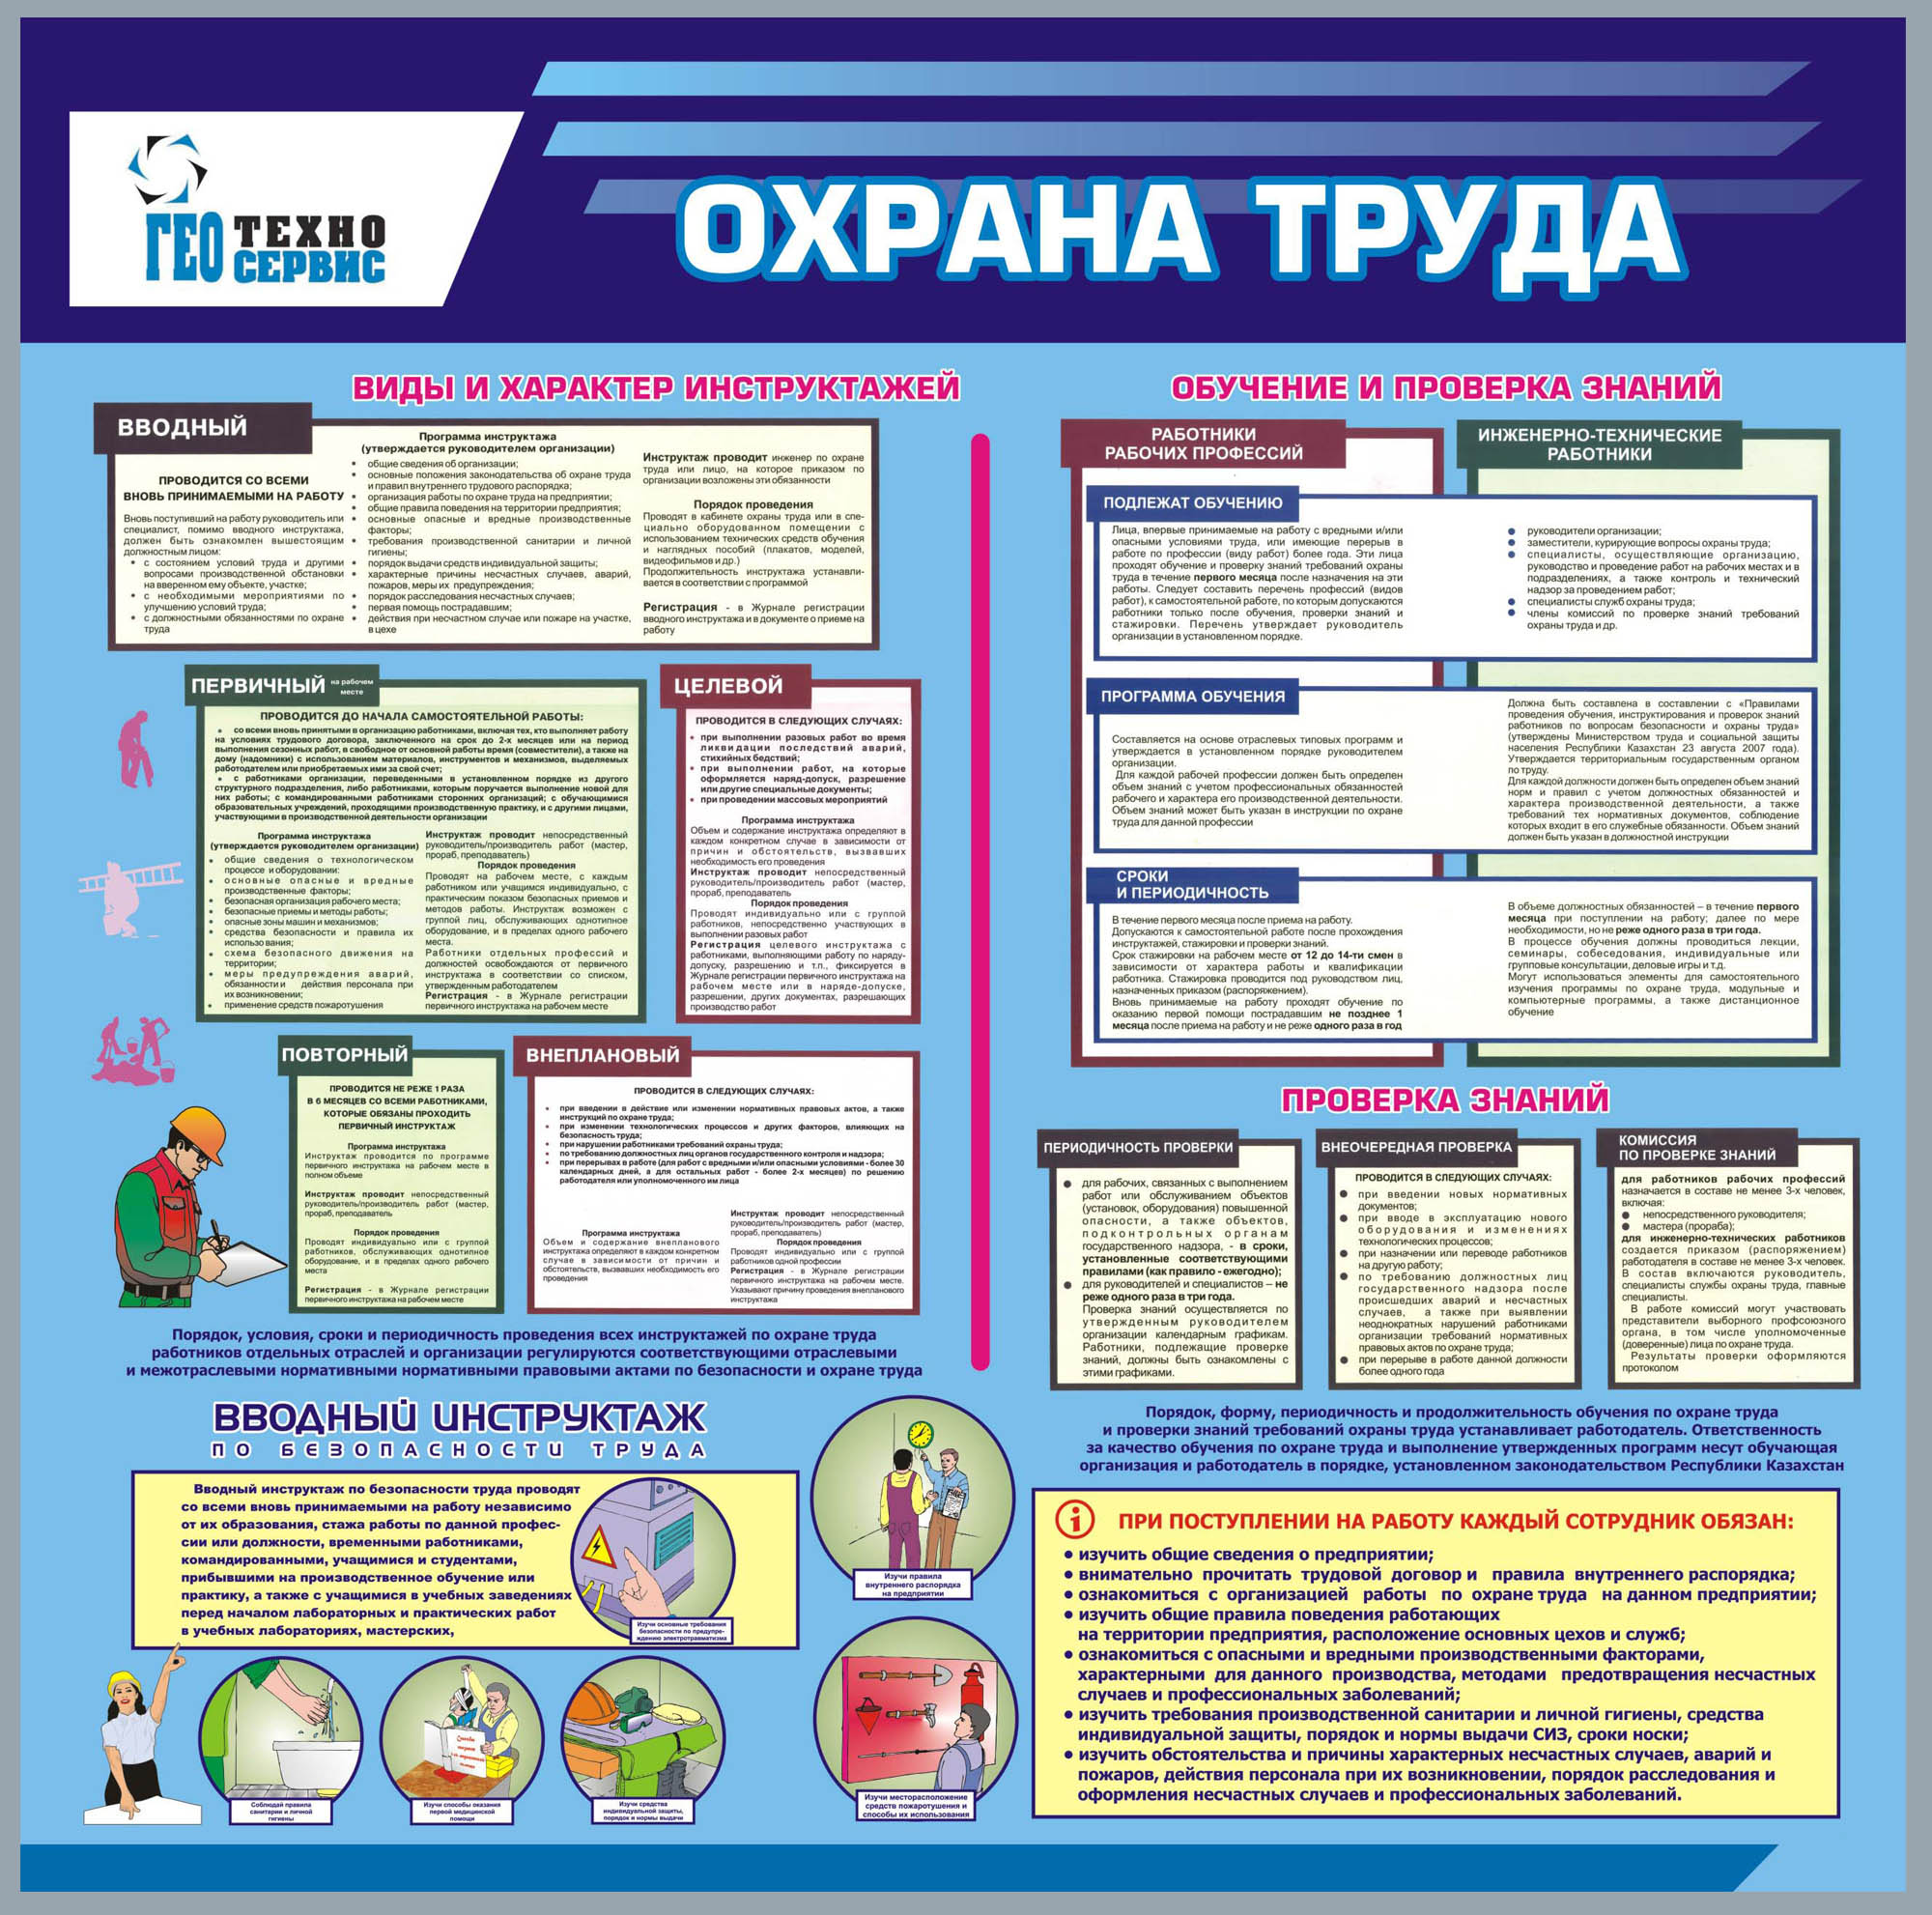 ГЕО ТЕХНО
СЕРВИС
ОХРАНА ТРУДА
ВИДЫ И ХАРАКТЕР ИНСТРУКТАЖЕЙ
ВВОДНЫЙ
ПРОВОДИТСЯ СО ВСЕМИ
ВНОВЬ ПРИНИМАЕМЫМИ НА РАБОТУ
Вновь поступивший на работу руководитель или
специалист, помимо вводного инструктажа,
должен быть ознакомлен вышестоящим
должностным лицом:
• с состоянием условий труда и другими
вопросами производственной обстановки
на вверенном ему объекте, участке;
• с необходимыми мероприятиями по
улучшению условий труда;
• с должностными обязанностями по охране
труда
Программа инструктажа
(утверждается руководителем организации)
• общие сведения об организации;
• основные положения законодательства об охране труда
и правил внутреннего трудового распорядка;
• организация работы по охране труда на предприятии;
• общие правила поведения на территории предприятия;
• основные опасные и вредные производственные
факторы;
• требования производственной санитарии и личной
гигиены;
• порядок выдачи средств индивидуальной защиты;
• характерные причины несчастных случаев, аварий,
пожаров, меры их предупреждения;
• порядок расследования несчастных случаев;
• первая помощь пострадавшим;
• действия при несчастном случае или пожаре на участке,
в цехе
Инструктаж проводит инженер по охране
труда или лицо, на которое приказом по
организации возложены эти обязанности
Порядок проведения
Проводят в кабинете охраны труда или в спе-
циально оборудованном помещении с
использованием технических средств обучения
и наглядных пособий (плакатов, моделей,
видеофильмов и др.)
Продолжительность инструктажа устанавли-
вается в соответствии с программой
Регистрация - в Журнале регистрации
вводного инструктажа и в документе о приеме на
работу
ПЕРВИЧНЫЙ на рабочем
месте
ПРОВОДИТСЯ ДО НАЧАЛА САМОСТОЯТЕЛЬНОЙ РАБОТЫ:
• со всеми вновь принятыми в организацию работниками, включая тех, кто выполняет работу
на условиях трудового договора, заключенного на срок до 2-х месяцев или на период
выполнения сезонных работ, в свободное от основной работы время (совместители), а также на
дому (надомники) с использованием материалов, инструментов и механизмов, выделяемых
работодателем или приобретаемых ими за свой счет;
• с работниками организации, переведенными в установленном порядке из другого
структурного подразделения, либо работниками, которым поручается выполнение новой для
них работы; с командированными работниками сторонних организаций; с обучающимися
образовательных учреждений, проходящими производственную практику, и с другими лицами,
участвующими в производственной деятельности организации
Программа инструктажа
(утверждается руководителем организации)
• общие сведения о технологическом
процессе и оборудовании:
• основные опасные и вредные
производственные факторы;
• безопасная организация рабочего места;
• безопасные приемы и методы работы;
• опасные зоны машин и механизмов;
• средства безопасности и правила их
использо вания;
• схема безопасного движения на
территории;
• меры предупреждения аварий,
обязанности и действия персонала при
их возникновении;
• применение средств пожаротушения
Инструктаж проводит непосредственный
руководитель/производитель работ (мастер,
прораб, преподаватель)
Порядок проведения
Проводят на рабочем месте, с каждым
работником или учащимся индивидуально, с
практическим показом безопасных приемов и
методов работы. Инструктаж возможен с
группой лиц, обслуживающих однотипное
оборудование, и в пределах одного рабочего
места.
Работники отдельных профессий и
должностей освобождаются от первичного
инструктажа в соответствии со списком,
утвержденным работодателем
Регистрация - в Журнале регистрации
первичного инструктажа на рабочем месте
ЦЕЛЕВОЙ
ПРОВОДИТСЯ В СЛЕДУЮЩИХ СЛУЧАЯХ:
• при выполнении разовых работ во время
ликвидации последствий аварий,
стихийных бедствий;
• при выполнении работ, на которые
оформляется наряд-допуск, разрешение
или другие специальные документы;
• при проведении массовых мероприятий
Программа инструктажа
Объем и содержание инструктажа определяют в
каждом конкретном случае в зависимости от
причин и обстоятельств, вызвавших
необходимость его проведения
Инструктаж проводит непосредственный
руководитель/производитель работ (мастер,
прораб, преподаватель
Порядок проведения
Проводят индивидуально или с группой
работников, непосредственно участвующих в
выполнении разовых работ
Регистрация целевого инструктажа с
работниками, выполняющими работу по наряду-
допуску, разрешению и т.п., фиксируется в
Журнале регистрации первичного инструктажа на
рабочем месте или в наряде-допуске,
разрешении, других документах, разрешающих
производство работ
ПОВТОРНЫЙ
ПРОВОДИТСЯ НЕ РЕЖЕ 1 РАЗА
В 6 МЕСЯЦЕВ СО ВСЕМИ РАБОТНИКАМИ,
КОТОРЫЕ ОБЯЗАНЫ ПРОХОДИТЬ
ПЕРВИЧНЫЙ ИНСТРУКТАЖ
Программа инструктажа
Инструктаж проводится по программе
первичного инструктажа на рабочем месте в
полном объеме
Инструктаж проводит непосредственный
руководитель/производитель работ (мастер,
прораб, преподаватель
Порядок проведения
Проводят индивидуально или с группой
работников, обслуживающих однотипное
оборудование, и в пределах одного рабочего
места
Регистрация - в Журнале регистрации
первичного инструктажа на рабочем месте
ВНЕПЛАНОВЫЙ
ПРОВОДИТСЯ В СЛЕДУЮЩИХ СЛУЧАЯХ:
• при введении в действие или изменении нормативных правовых актов, а также
инструкций по охране труда;
• при изменении технологических процессов и других факторов, влияющих на
безопасность труда;
• при нарушении работниками требований охраны труда;
• по требованию должностных лиц органов государственного контроля и надзора;
• при перерывах в работе (для работ с вредными и/или опасными условиями - более 30
календарных дней, а для остальных работ - более 2-х месяцев) по решению
работодателя или уполномоченного им лица
Программа инструктажа
Объем и содержание внепланового
инструктажа определяют в каждом конкретном
случае в зависимости от причин и
обстоятельств, вызвавших необходимость его
проведения
Инструктаж проводит непосредственный
руководитель/производитель работ (мастер,
прораб, преподаватель)
Порядок проведения
Проводят индивидуально или с группой
работников одной профессии
Регистрация - в Журнале регистрации
первичного инструктажа на рабочем месте.
Указывают причину проведения внепланового
инструктажа
Порядок, условия, сроки и периодичность проведения всех инструктажей по охране труда
работников отдельных отраслей и организации регулируются соответствующими отраслевыми
и межотраслевыми нормативными нормативными правовыми актами по безопасности и охране труда
ВВОДНЫЙ ИНСТРУКТАЖ
ПО БЕЗОПАСНОСТИ ТРУДА
Вводный инструктаж по безопасности труда проводят
со всеми вновь принимаемыми на работу независимо
от их образования, стажа работы по данной профес-
сии или должности, временными работниками,
командированными, учащимися и студентами,
прибывшими на производственное обучение или
практику, а также с учащимися в учебных заведениях
перед началом лабораторных и практических работ
в учебных лабораториях, мастерских,
Изучи основные требования
безопасности по предупре-
ждению электротравматизма
Изучи правила
внутреннего распорядка
на предприятии
Соблюдай правила
санитарии и личной
гигиены
Изучи способы оказания
первой медицинской
помощи
Изучи средства
индивидуальной защиты,
порядок и нормы выдачи
Изучи месторасположение
средств пожаротушения и
способы их использования
ОБУЧЕНИЕ И ПРОВЕРКА ЗНАНИЙ
РАБОТНИКИ
РАБОЧИХ ПРОФЕССИЙ
ИНЖЕНЕРНО-ТЕХНИЧЕСКИЕ
РАБОТНИКИ
ПОДЛЕЖАТ ОБУЧЕНИЮ
Лица, впервые принимаемые на работу с вредными и/или
опасными условиями труда, или имеющие перерыв в
работе по профессии (виду работ) более года. Эти лица
проходят обучение и проверку знаний требований охраны
труда в течение первого месяца после назначения на эти
работы. Следует составить перечень профессий (видов
работ), к самостоятельной работе, по которым допускаются
работники только после обучения, проверки знаний и
стажировки. Перечень утверждает руководитель
организации в установленном порядке.
• руководители организации;
• заместители, курирующие вопросы охраны труда;
• специалисты, осуществляющие организацию,
руководство и проведение работ на рабочих местах и в
подразделениях, а также контроль и технический
надзор за проведением работ;
• специалисты служб охраны труда;
• члены комиссий по проверке знаний требований
охраны труда и др.
ПРОГРАММА ОБУЧЕНИЯ
Составляется на основе отраслевых типовых программ и
утверждается в установленном порядке руководителем
организации.
Для каждой рабочей профессии должен быть определен
объем знаний с учетом профессиональных обязанностей
рабочего и характера его производственной деятельности.
Объем знаний может быть указан в инструкции по охране
труда для данной профессии
Должна быть составлена в составлении с «Правилами
проведения обучения, инструктирования и проверок знаний
работников по вопросам безопасности и охраны труда»
(утверждены Министерством труда и социальной защиты
населения Республики Казахстан 23 августа 2007 года).
Утверждается территориальным государственным органом
по труду.
Для каждой должности должен быть определен объем знаний
норм и правил с учетом должностных обязанностей и
характера производственной деятельности, а также
требований тех нормативных документов, соблюдение
которых входит в его служебные обязанности. Объем знаний
должен быть указан в должностной инструкции
СРОКИ
И ПЕРИОДИЧНОСТЬ
В течение первого месяца после приема на работу.
Допускаются к самостоятельной работе после прохождения
инструктажей, стажировки и проверки знаний.
Срок стажировки на рабочем месте от 12 до 14-ти смен в
зависимости от характера работы и квалификации
работника. Стажировка проводится под руководством лиц,
назначенных приказом (распоряжением).
Вновь принимаемые на работу проходят обучение по
оказанию первой помощи пострадавшим не позднее 1
месяца после приема на работу и не реже одного раза в год
В объеме должностных обязанностей – в течение первого
месяца при поступлении на работу; далее по мере
необходимости, но не реже одного раза в три года.
В процессе обучения должны проводиться лекции,
семинары, собеседования, индивидуальные или
групповые консультации, деловые игры и т.д.
Могут использоваться элементы для самостоятельного
изучения программы по охране труда, модульные и
компьютерные программы, а также дистанционное
обучение
ПРОВЕРКА ЗНАНИЙ
ПЕРИОДИЧНОСТЬ ПРОВЕРКИ
• для рабочих, связанных с выполнением
работ или обслуживанием объектов
(установок, оборудования) повышенной
опасности, а также объектов,
подконтрольных органам
государственного надзора, - в сроки,
установленные соответствующими
правилами (как правило - ежегодно);
• для руководителей и специалистов – не
реже одного раза в три года.
Проверка знаний осуществляется по
утвержденным руководителем
организации календарным графикам.
Работники, подлежащие проверке
знаний, должны быть ознакомлены с
этими графиками.
ВНЕОЧЕРЕДНАЯ ПРОВЕРКА
ПРОВОДИТСЯ В СЛЕДУЮЩИХ СЛУЧАЯХ:
• при введении новых нормативных
документов;
• при вводе в эксплуатацию нового
оборудования и изменениях
технологических процессов;
• при назначении или переводе работников
на другую работу;
• по требованию должностных лиц
государственного надзора после
происшедших аварий и несчастных
случаев, а также при выявлении
неоднократных нарушений работниками
организации требований нормативных
правовых актов по охране труда;
• при перерыве в работе данной должности
более одного года
КОМИССИЯ
ПО ПРОВЕРКЕ ЗНАНИЙ
для работников рабочих профессий
назначается в составе не менее 3-х человек,
включая:
• непосредственного руководителя;
• мастера (прораба);
для инженерно-технических работников
создается приказом (распоряжением)
работодателя в составе не менее 3-х человек.
В состав включаются руководитель,
специалисты службы охраны труда, главные
специалисты.
В работе комиссий могут участвовать
представители выборного профсоюзного
органа, в том числе уполномоченные
(доверенные) лица по охране труда.
Результаты проверки оформляются
протоколом
Порядок, форму, периодичность и продолжительность обучения по охране труда
и проверки знаний требований охраны труда устанавливает работодатель. Ответственность
за качество обучения по охране труда и выполнение утвержденных программ несут обучающая
организация и работодатель в порядке, установленном законодательством Республики Казахстан
i ПРИ ПОСТУПЛЕНИИ НА РАБОТУ КАЖДЫЙ СОТРУДНИК ОБЯЗАН:
• изучить общие сведения о предприятии;
• внимательно прочитать трудовой договор и правила внутреннего распорядка;
• ознакомиться с организацией работы по охране труда на данном предприятии;
• изучить общие правила поведения работающих
на территории предприятия, расположение основных цехов и служб;
• ознакомиться с опасными и вредными производственными факторами,
характерными для данного производства, методами предотвращения несчастных
случаев и профессиональных заболеваний;
• изучить требования производственной санитарии и личной гигиены, средства
индивидуальной защиты, порядок и нормы выдачи СИЗ, сроки носки;
• изучить обстоятельства и причины характерных несчастных случаев, аварий и
пожаров, действия персонала при их возникновении, порядок расследования и
оформления несчастных случаев и профессиональных заболеваний.